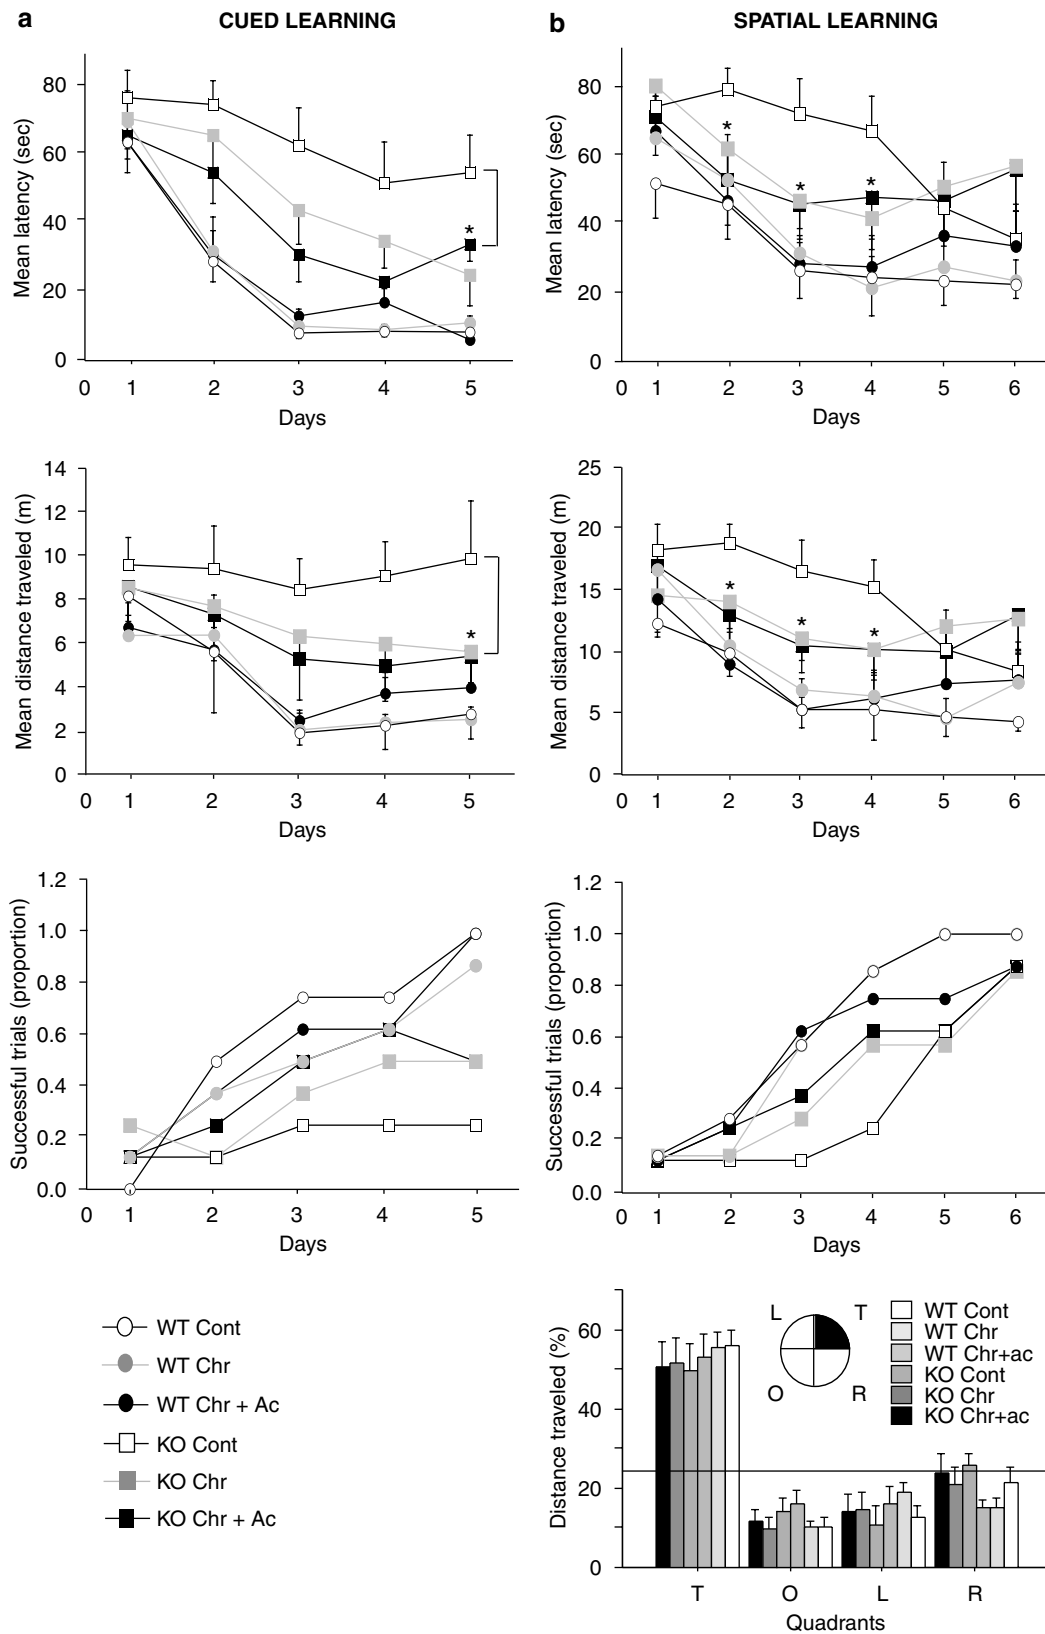 a CUED LEARNING
b SPATIAL LEARNING
Mean latency (sec)
80
60
40
20
0
*
0 1 2 3 4 5
Days
Mean latency (sec)
80
60
40
20
0
* * *
0 1 2 3 4 5 6
Days
Mean distance traveled (m)
14
12
10
8
6
4
2
0
*
0 1 2 3 4 5
Days
Mean distance traveled (m)
25
20
15
10
5
0
* * *
0 1 2 3 4 5 6
Days
Successful trials (proportion)
1.2
1.0
0.8
0.6
0.4
0.2
0.0
0 1 2 3 4 5
Days
Successful trials (proportion)
1.2
1.0
0.8
0.6
0.4
0.2
0.0
0 1 2 3 4 5 6
Days
WT Cont
WT Chr
WT Chr + Ac
KO Cont
KO Chr
KO Chr + Ac
Distance traveled (%)
60
40
20
0
L T
O R
WT Cont
WT Chr
WT Chr+ac
KO Cont
KO Chr
KO Chr+ac
T O L R
Quadrants